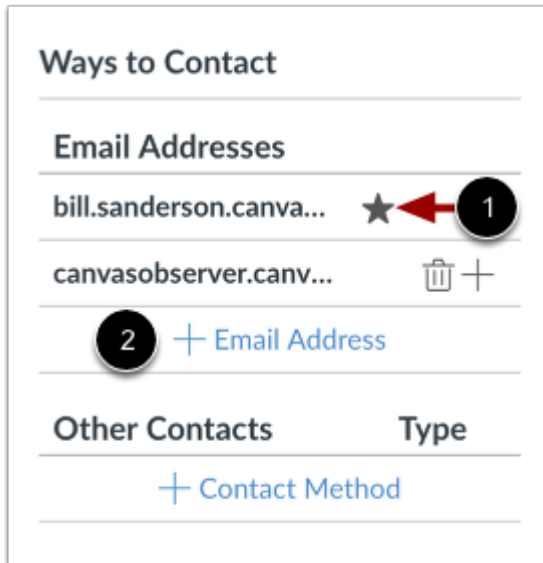 Ways to Contact
Email Addresses
bill.sanderson.canva... 1
canvasobserver.canv...
2 Email Address
Other Contacts Type
Contact Method